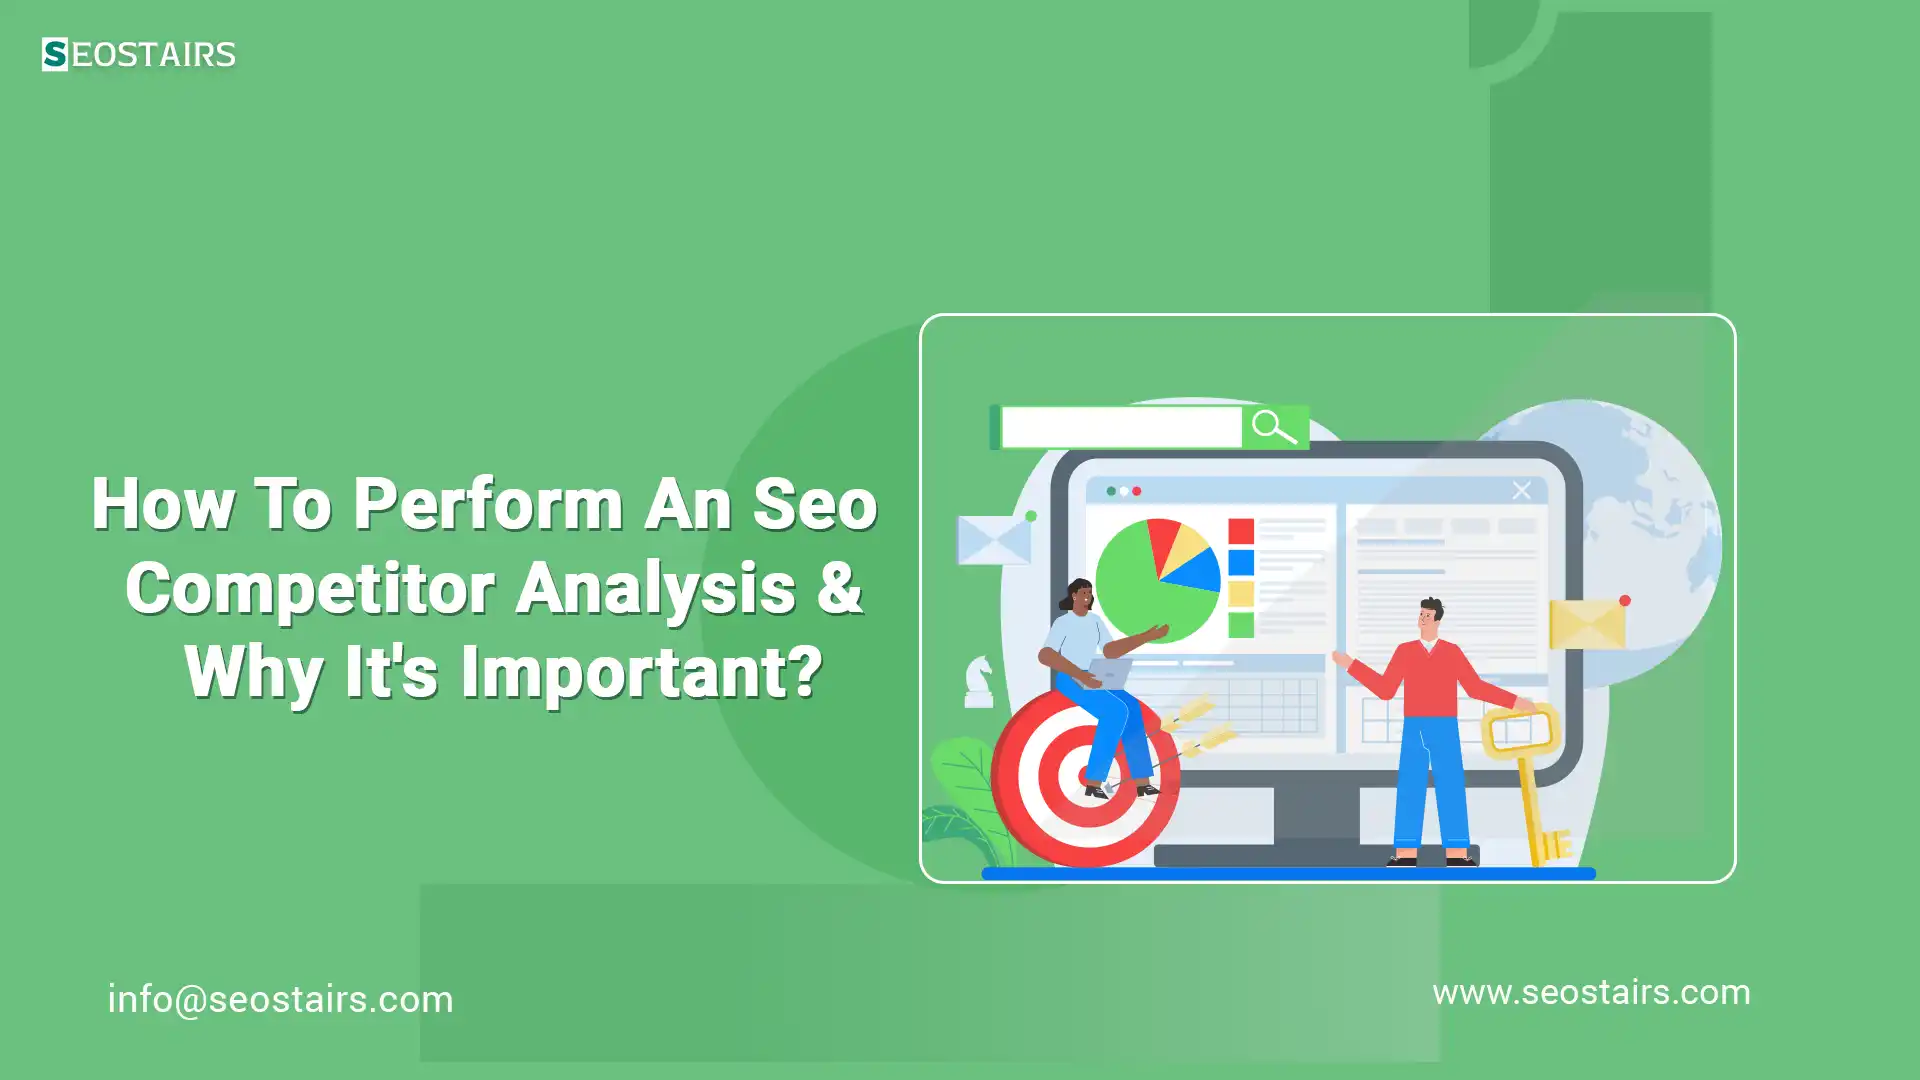 SEOSTAIRS
How To Perform An Seo
Competitor Analysis &
Why It's Important?
info@seostairs.com
www.seostairs.com